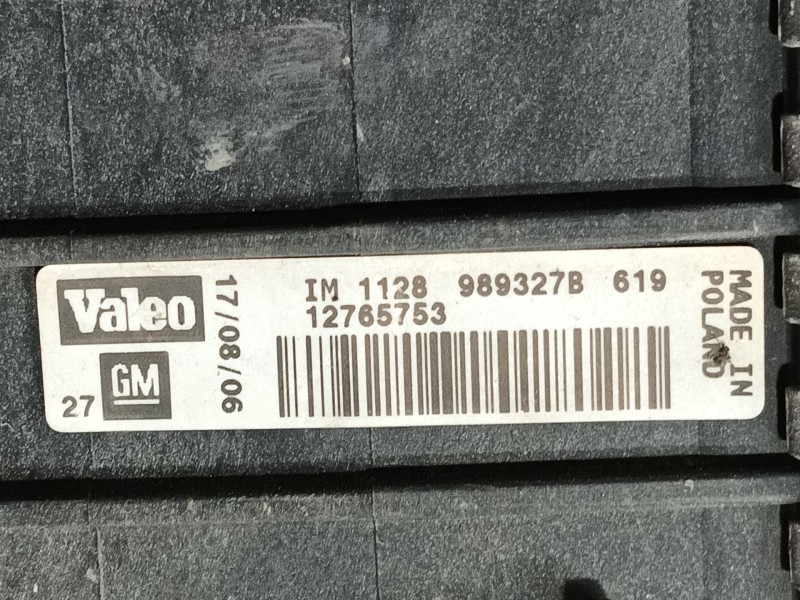 Valeo
GM
27
17/08/06
IM 1128 989327B 619
12765753
MADE IN
POLAND